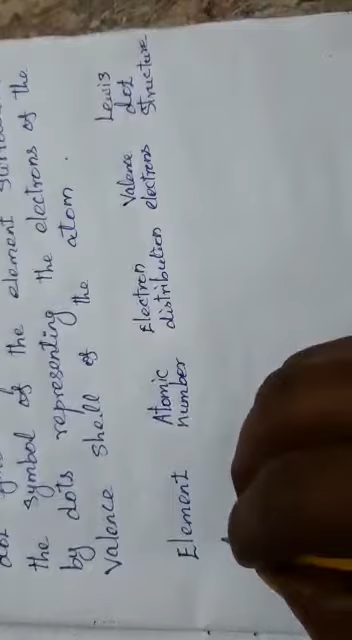 the symbol of the element
by dots representing the electrons of the
Valence shell of the atom.
Element Atomic number Electron distribution Valence electrons Lewis dot structure